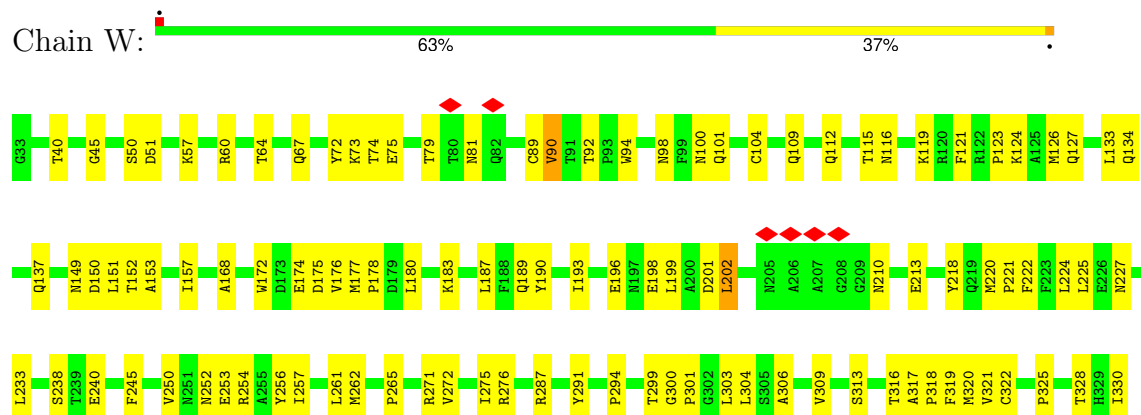 Chain W:
63%
37%
G33 T40 G45 S50 D51 K57 R60 T64 Q67 Y72 K73 T74 E75 T79 T80 N81 Q82 C89 V90 T91 T92 P93 W94 N98 F99 N100 Q101 C104 Q109 Q112 T115 N116 K119 R120 F121 R122 P123 K124 A125 M126 Q127 L133 Q134
Q137 N149 D150 L151 T152 A153 I157 A168 W172 D173 E174 D175 V176 M177 P178 D179 L180 K183 L187 F188 Q189 Y190 I193 E196 N197 E198 L199 A200 D201 L202 N205 A206 A207 G208 G209 N210 E213 Y218 Q219 M220 P221 F222 F223 L224 L225 E226 N227
L233 S238 T239 E240 F245 V250 N251 N252 E253 R254 A255 Y256 I257 L261 M262 P265 R271 V272 I275 R276 R287 Y291 P294 T299 G300 P301 G302 L303 L304 S305 A306 V309 S313 T316 A317 P318 F319 M320 V321 C322 P325 T328 H329 I330